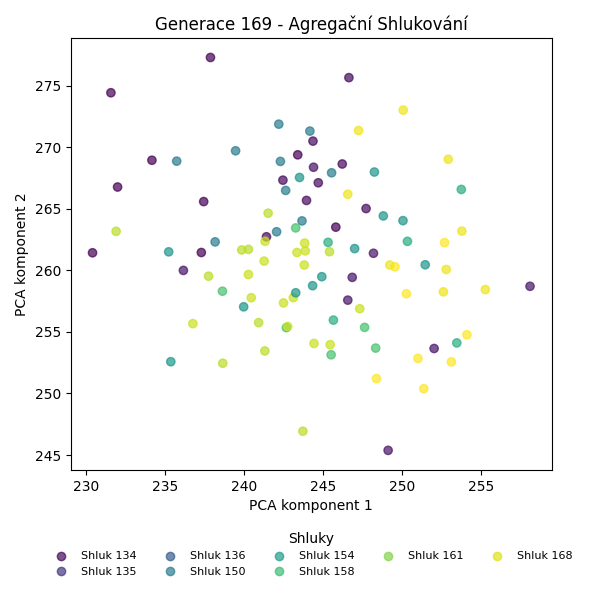 Generace 169 - Agregační Shlukování
PCA komponent 2
275
270
265
260
255
250
245
230 235 240 245 250 255
PCA komponent 1
Shluky
Shluk 134 Shluk 136 Shluk 154 Shluk 161 Shluk 168
Shluk 135 Shluk 150 Shluk 158